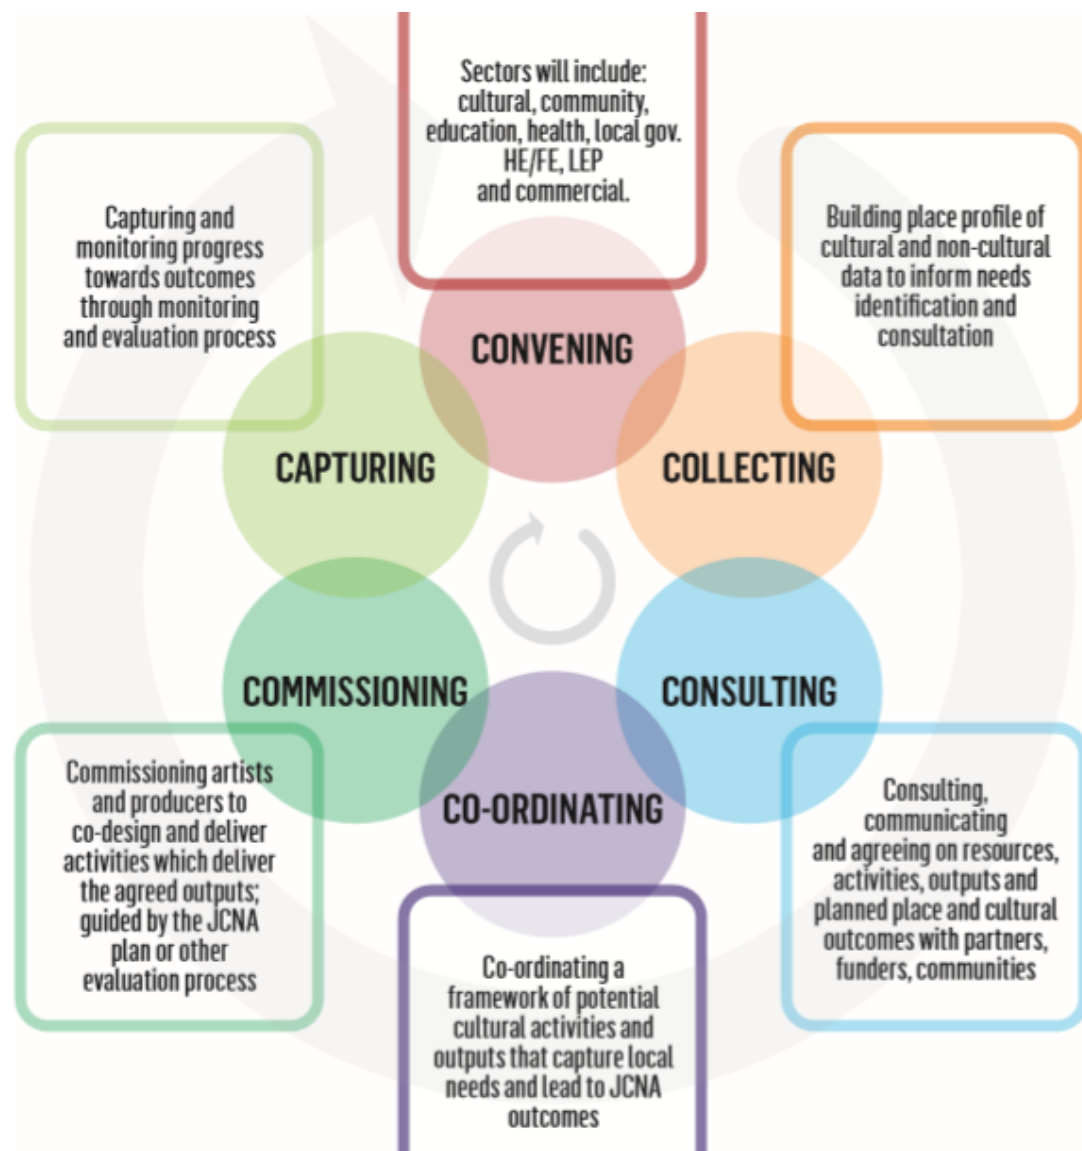 Sectors will include:
cultural, community,
education, health, local gov.
HE/FE, LEP
and commercial.
CONVENING
Building place profile of
cultural and non-cultural
data to inform needs
identification and
consultation
COLLECTING
CONSULTING
Consulting,
communicating
and agreeing on resources,
activities, outputs and
planned place and cultural
outcomes with partners,
funders, communities
CO-ORDINATING
Co-ordinating a
framework of potential
cultural activities and
outputs that capture local
needs and lead to JCNA
outcomes
COMMISSIONING
Commissioning artists
and producers to
co-design and deliver
activities which deliver
the agreed outputs;
guided by the JCNA
plan or other
evaluation process
Capturing and
monitoring progress
towards outcomes
through monitoring
and evaluation process
CAPTURING